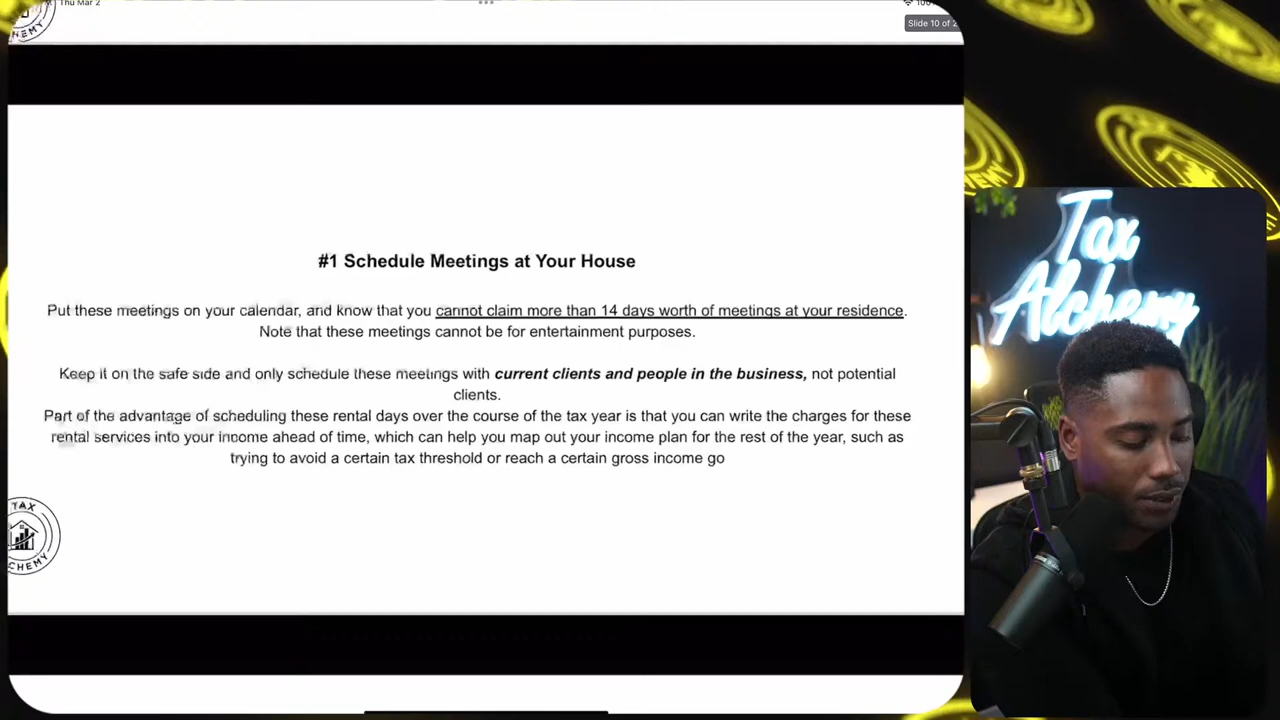 Thu Mar 2
100
Slide 10 of 2
HEMY
#1 Schedule Meetings at Your House
Put these meetings on your calendar, and know that you cannot claim more than 14 days worth of meetings at your residence.
Note that these meetings cannot be for entertainment purposes.
Keep it on the safe side and only schedule these meetings with current clients and people in the business, not potential
clients.
Part of the advantage of scheduling these rental days over the course of the tax year is that you can write the charges for these
rental services into your income ahead of time, which can help you map out your income plan for the rest of the year, such as
trying to avoid a certain tax threshold or reach a certain gross income go
TAX
CHEMY
Tax
Alchemy